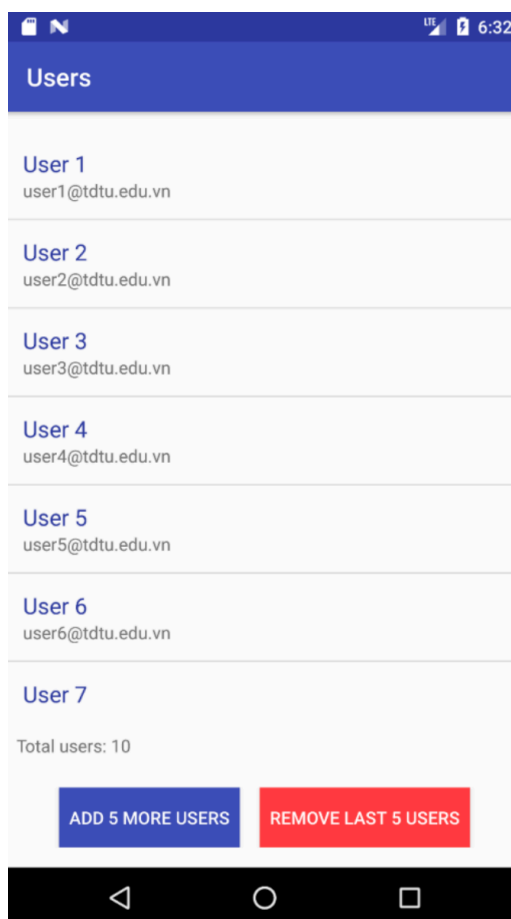 LTE 6:32
Users
User 1
user1@tdtu.edu.vn
User 2
user2@tdtu.edu.vn
User 3
user3@tdtu.edu.vn
User 4
user4@tdtu.edu.vn
User 5
user5@tdtu.edu.vn
User 6
user6@tdtu.edu.vn
User 7
Total users: 10
ADD 5 MORE USERS REMOVE LAST 5 USERS